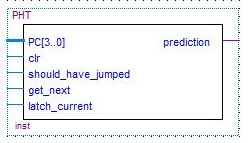 PHT
PC[3..0] prediction
clr
should_have_jumped
get_next
latch_current
inst